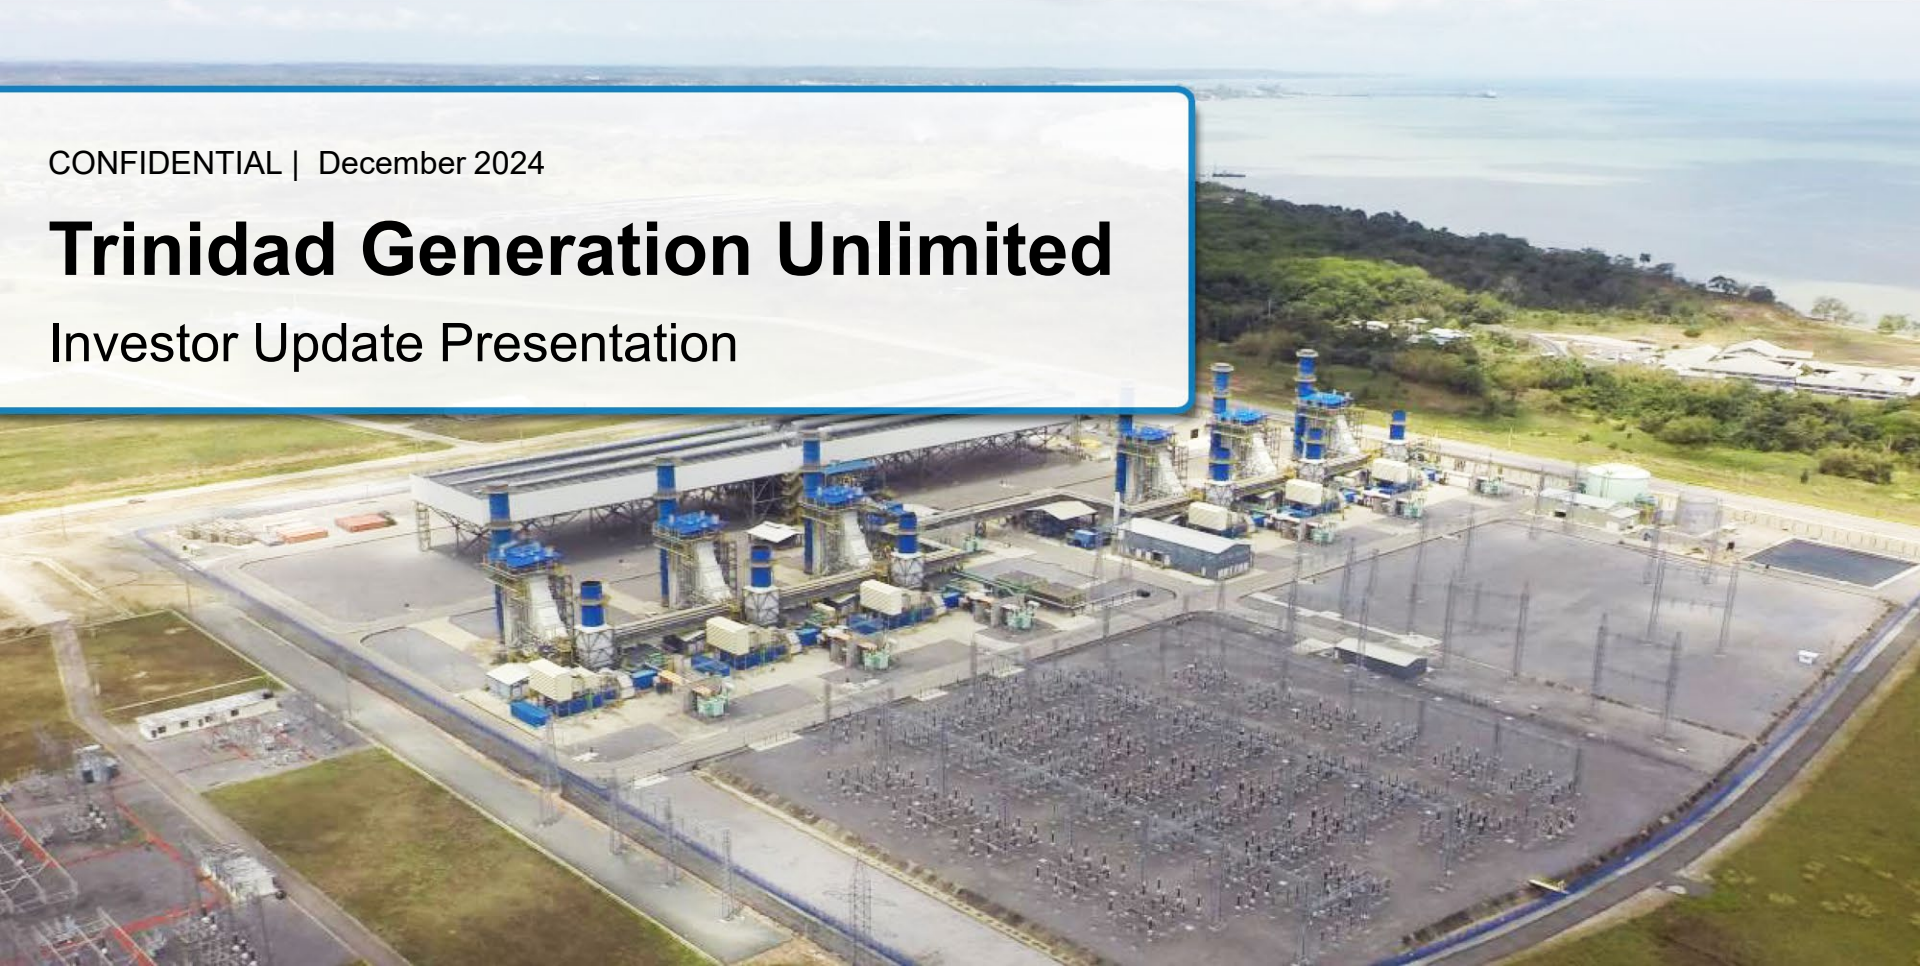 CONFIDENTIAL | December 2024
Trinidad Generation Unlimited
Investor Update Presentation